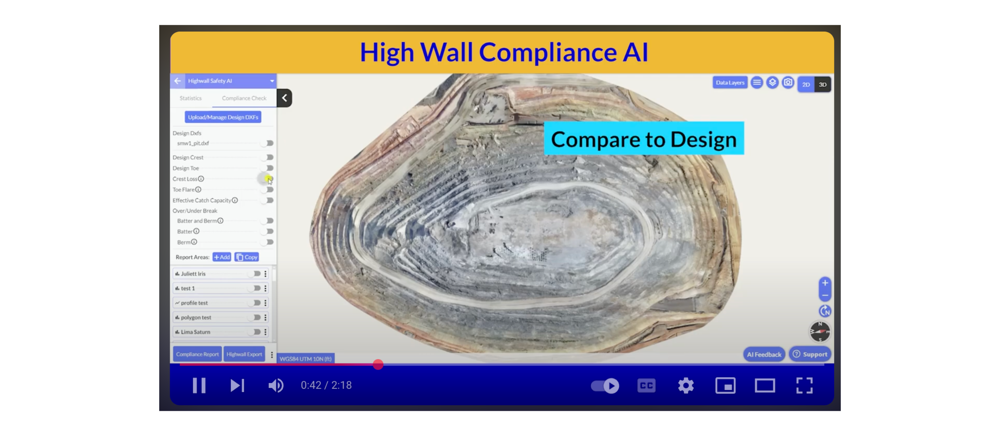 High Wall Compliance AI
Highwall Safety AI
Data Layers
2D
3D
Statistics
Compliance Check
Upload/Manage Design DXFs
Design Dxfs
smw1_pit.dxf
Compare to Design
Design Crest
Design Toe
Crest Loss
Toe Flare
Effective Catch Capacity
Over/Under Break
Batter and Berm
Batter
Berm
Report Areas: +Add Copy
Juliett Iris
test 1
profile test
polygon test
Lima Saturn
N
N
W
E
S
Compliance Report
Highwall Export
WGS84 UTM 10N (ft)
AI Feedback
Support
0:42 / 2:18
CC